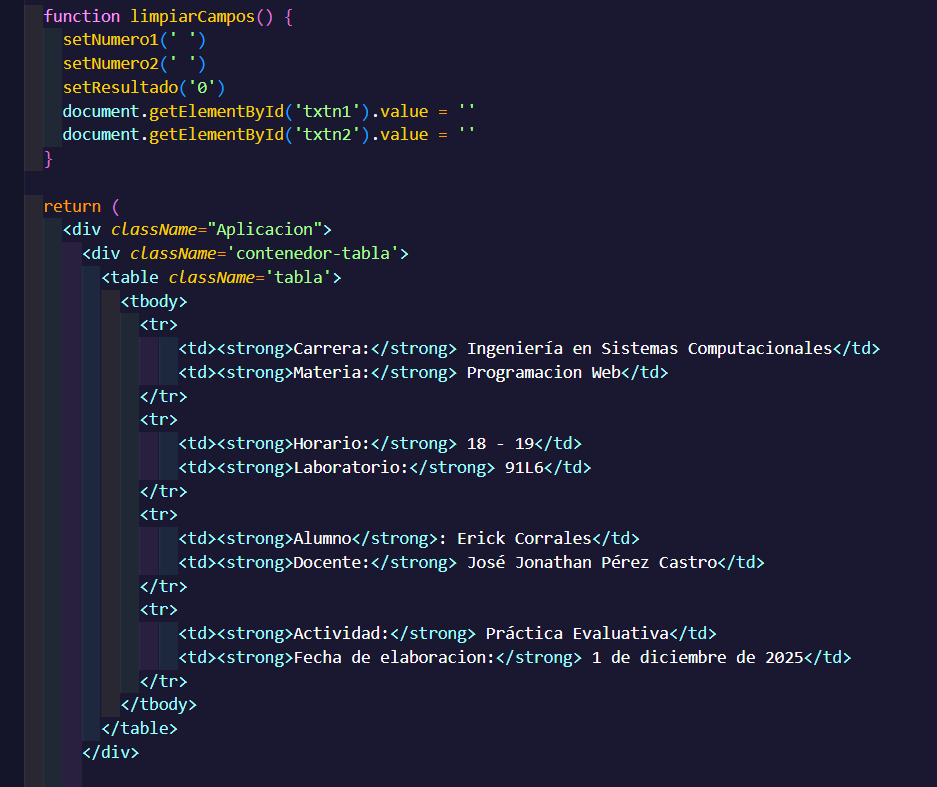 function limpiarCampos() {
setNumero1(' ')
setNumero2(' ')
setResultado('0')
document.getElementById('txtn1').value = ''
document.getElementById('txtn2').value = ''
}
return (
<div className="Aplicacion">
<div className='contenedor-tabla'>
<table className='tabla'>
<tbody>
<tr>
<td><strong>Carrera:</strong> Ingeniería en Sistemas Computacionales</td>
<td><strong>Materia:</strong> Programacion Web</td>
</tr>
<tr>
<td><strong>Horario:</strong> 18 - 19</td>
<td><strong>Laboratorio:</strong> 91L6</td>
</tr>
<tr>
<td><strong>Alumno</strong>: Erick Corrales</td>
<td><strong>Docente:</strong> José Jonathan Pérez Castro</td>
</tr>
<tr>
<td><strong>Actividad:</strong> Práctica Evaluativa</td>
<td><strong>Fecha de elaboracion:</strong> 1 de diciembre de 2025</td>
</tr>
</tbody>
</table>
</div>